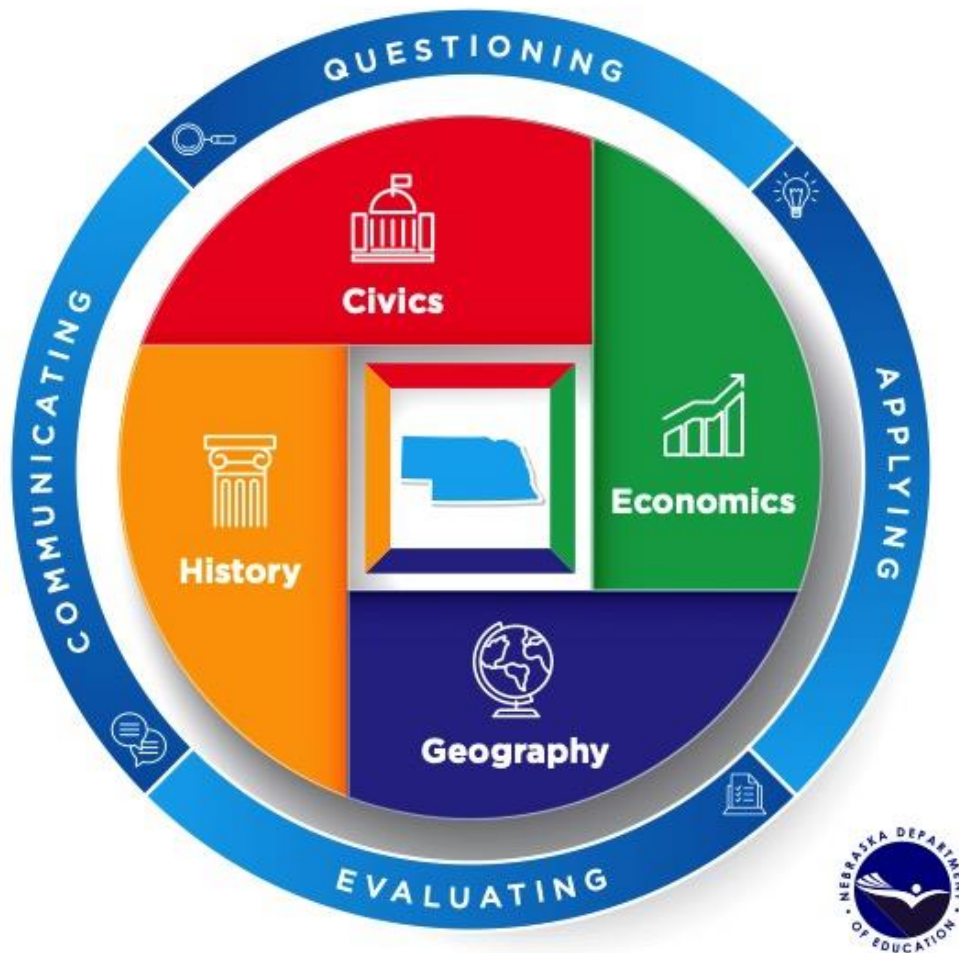 QUESTIONING
Civics
COMMUNICATING
APPLYING
Economics
History
Geography
EVALUATING
• NEBRASKA DEPARTMENT •
OF EDUCATION